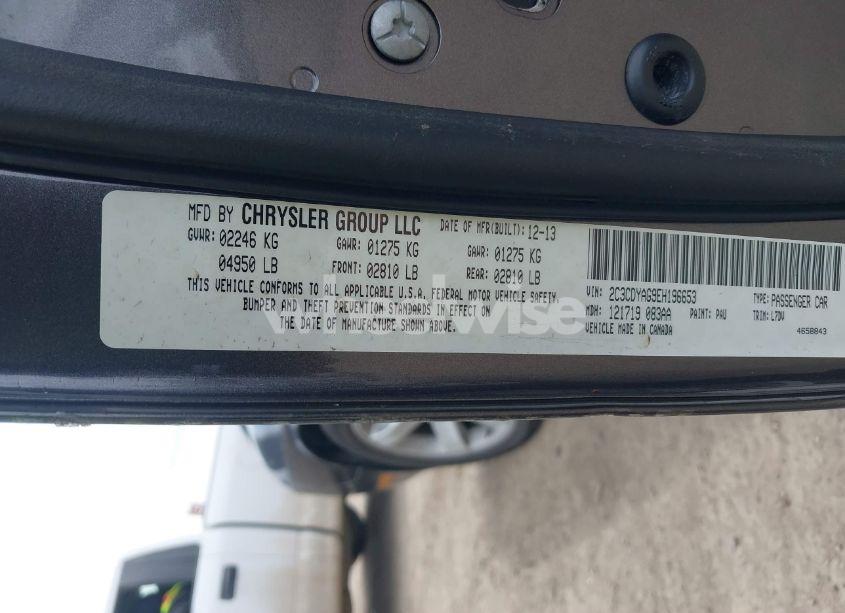 MFD BY CHRYSLER GROUP LLC DATE OF MFR(BUILT): 12-13
GVWR: 02246 KG GAWR: 01275 KG GAWR: 01275 KG
04950 LB FRONT: 02810 LB REAR: 02810 LB
THIS VEHICLE CONFORMS TO ALL APPLICABLE U.S.A. FEDERAL MOTOR VEHICLE SAFETY,
BUMPER AND THEFT PREVENTION STANDARDS IN EFFECT ON
THE DATE OF MANUFACTURE SHOWN ABOVE.
VIN: 2C3CDYAG9EH196653 TYPE: PASSENGER CAR
MDH: 121719 083AA PAINT: PAU TRIM: L7DV
VEHICLE MADE IN CANADA 4658843